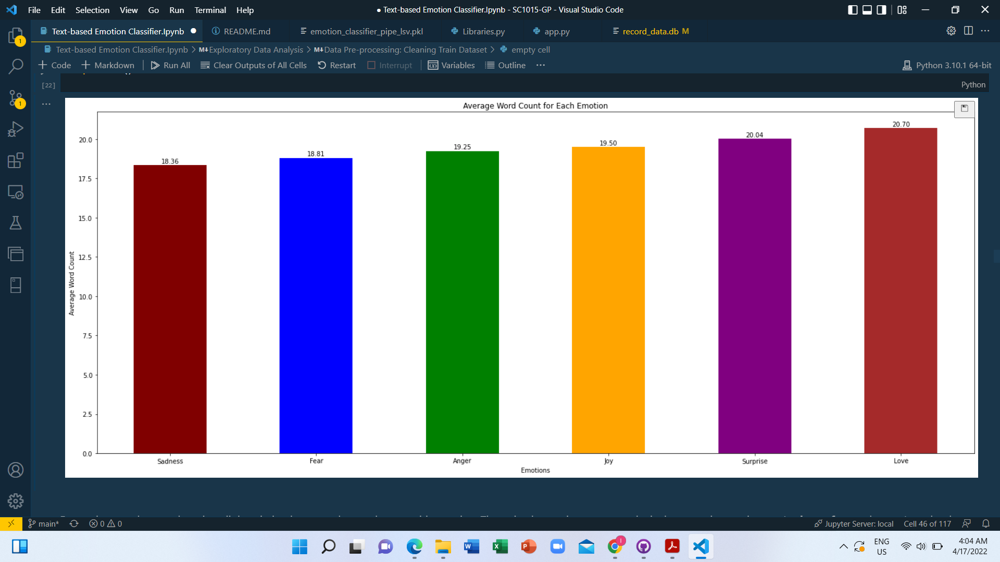 File Edit Selection View Go Run Terminal Help
● Text-based Emotion Classifier.Ipynb - SC1015-GP - Visual Studio Code
Text-based Emotion Classifier.Ipynb ● README.md emotion_classifier_pipe_lsv.pkl Libraries.py app.py record_data.db M
Text-based Emotion Classifier.Ipynb > M↓Exploratory Data Analysis > M↓Data Pre-processing: Cleaning Train Dataset > empty cell
+ Code + Markdown | Run All Clear Outputs of All Cells Restart Interrupt | Variables Outline ··· Python 3.10.1 64-bit
[22] Python
Average Word Count for Each Emotion
Average Word Count
20.0
17.5
15.0
12.5
10.0
7.5
5.0
2.5
0.0
18.36 18.81 19.25 19.50 20.04 20.70
Sadness Fear Anger Joy Surprise Love
Emotions
1
1
main* 0 0 Jupyter Server: local Cell 46 of 117
ENG
US
4:04 AM
4/17/2022